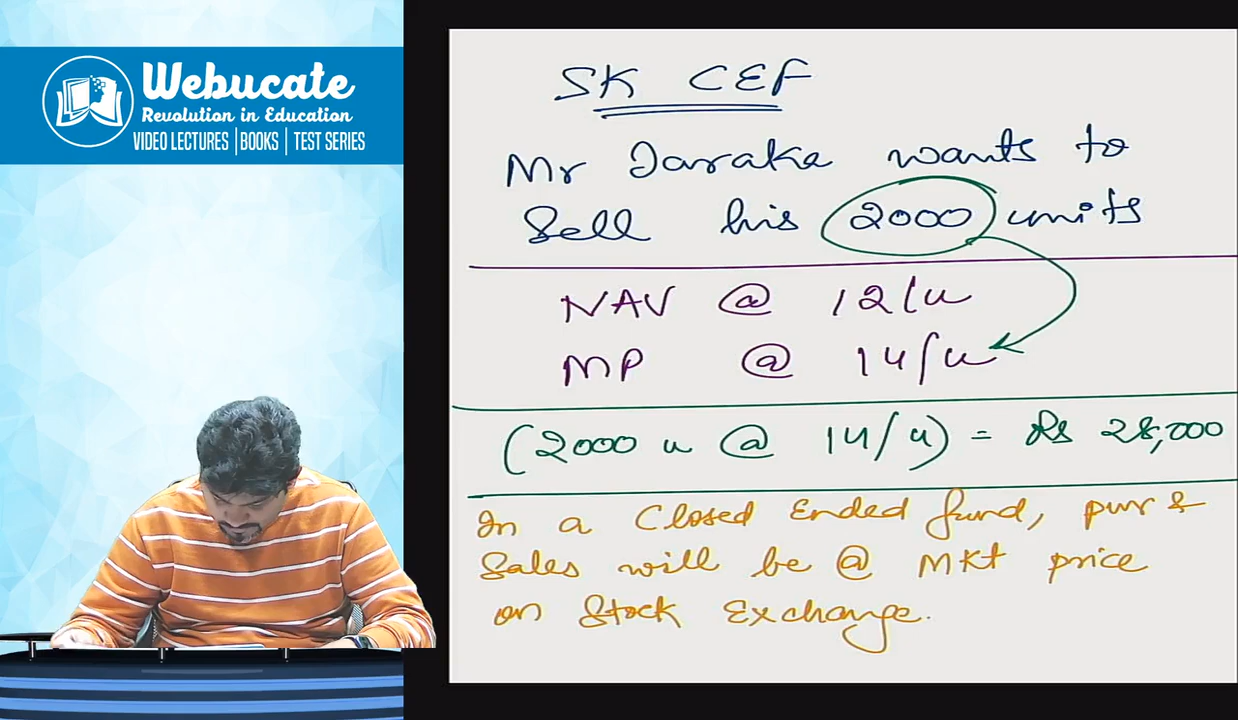 Webucate
Revolution in Education
VIDEO LECTURES | BOOKS | TEST SERIES
SK CEF
Mr Tarake wants to
Sell his 2000 units
NAV @ 12/u
MP @ 14/u
(2000 u @ 14/u) = Rs 28,000
In a Closed Ended fund, pur &
Sales will be @ Mkt price
on Stock Exchange.